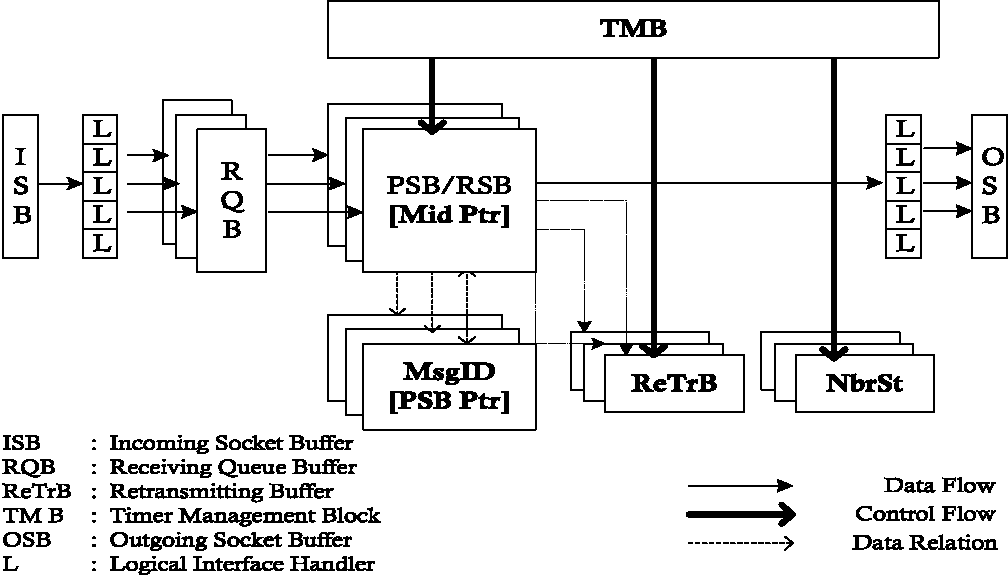 TMB
I
S
B
L
L
L
L
L
R
Q
B
PSB/RSB
[Mid Ptr]
L
L
L
L
L
O
S
B
MsgID
[PSB Ptr]
ReTrB
NbrSt
ISB : Incoming Socket Buffer
RQB : Receiving Queue Buffer
ReTrB : Retransmitting Buffer
TM B : Timer Management Block
OSB : Outgoing Socket Buffer
L : Logical Interface Handler
Data Flow
Control Flow
Data Relation